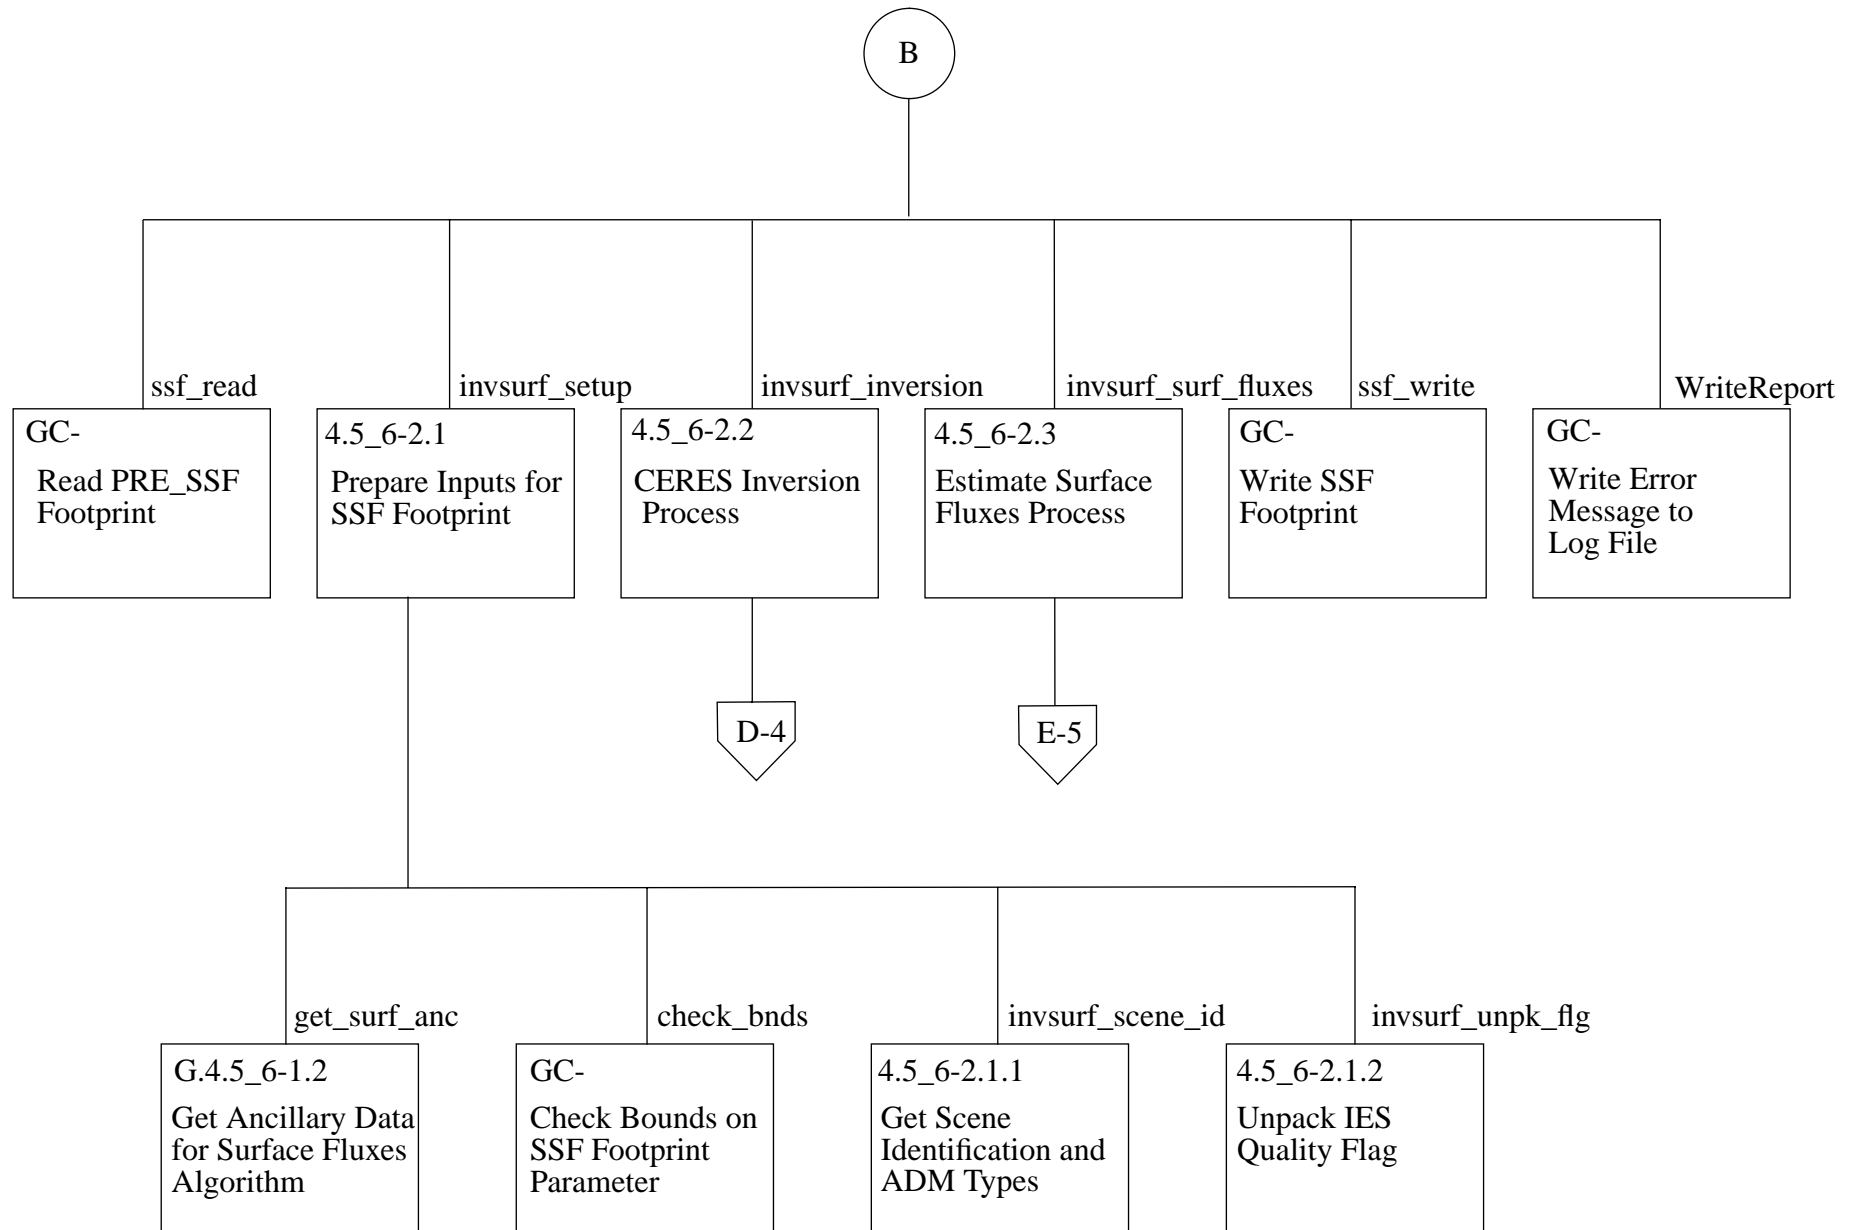 B
ssf_read
invsurf_setup
invsurf_inversion
invsurf_surf_fluxes
ssf_write
WriteReport
GC-
Read PRE_SSF
Footprint
4.5_6-2.1
Prepare Inputs for
SSF Footprint
4.5_6-2.2
CERES Inversion
Process
4.5_6-2.3
Estimate Surface
Fluxes Process
GC-
Write SSF
Footprint
GC-
Write Error
Message to
Log File
D-4
E-5
get_surf_anc
check_bnds
invsurf_scene_id
invsurf_unpk_flg
G.4.5_6-1.2
Get Ancillary Data
for Surface Fluxes
Algorithm
GC-
Check Bounds on
SSF Footprint
Parameter
4.5_6-2.1.1
Get Scene
Identification and
ADM Types
4.5_6-2.1.2
Unpack IES
Quality Flag